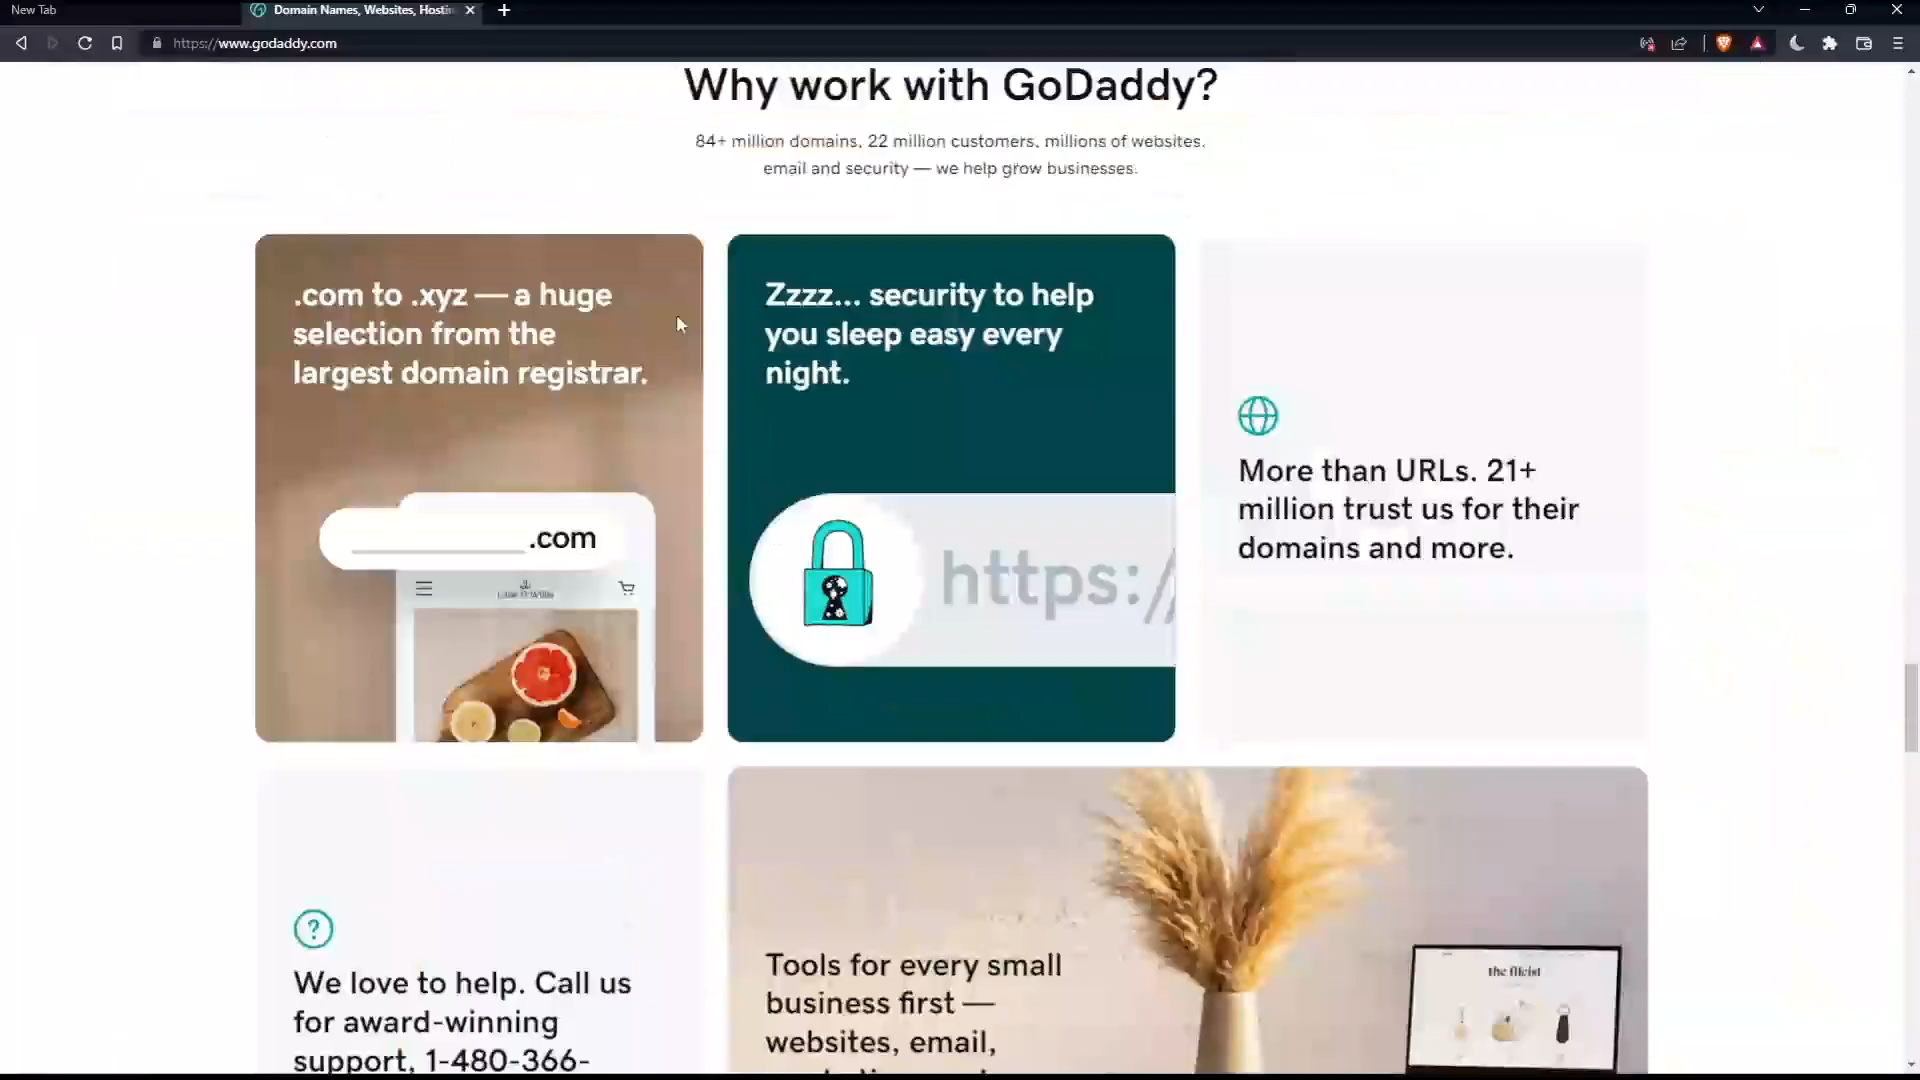 New Tab
Domain Names, Websites, Hostin
https://www.godaddy.com
Why work with GoDaddy?
84+ million domains, 22 million customers, millions of websites,
email and security — we help grow businesses.
.com to .xyz — a huge
selection from the
largest domain registrar.
.com
Zzzz... security to help
you sleep easy every
night.
https://
More than URLs. 21+
million trust us for their
domains and more.
We love to help. Call us
for award-winning
support, 1-480-366-
Tools for every small
business first —
websites, email,